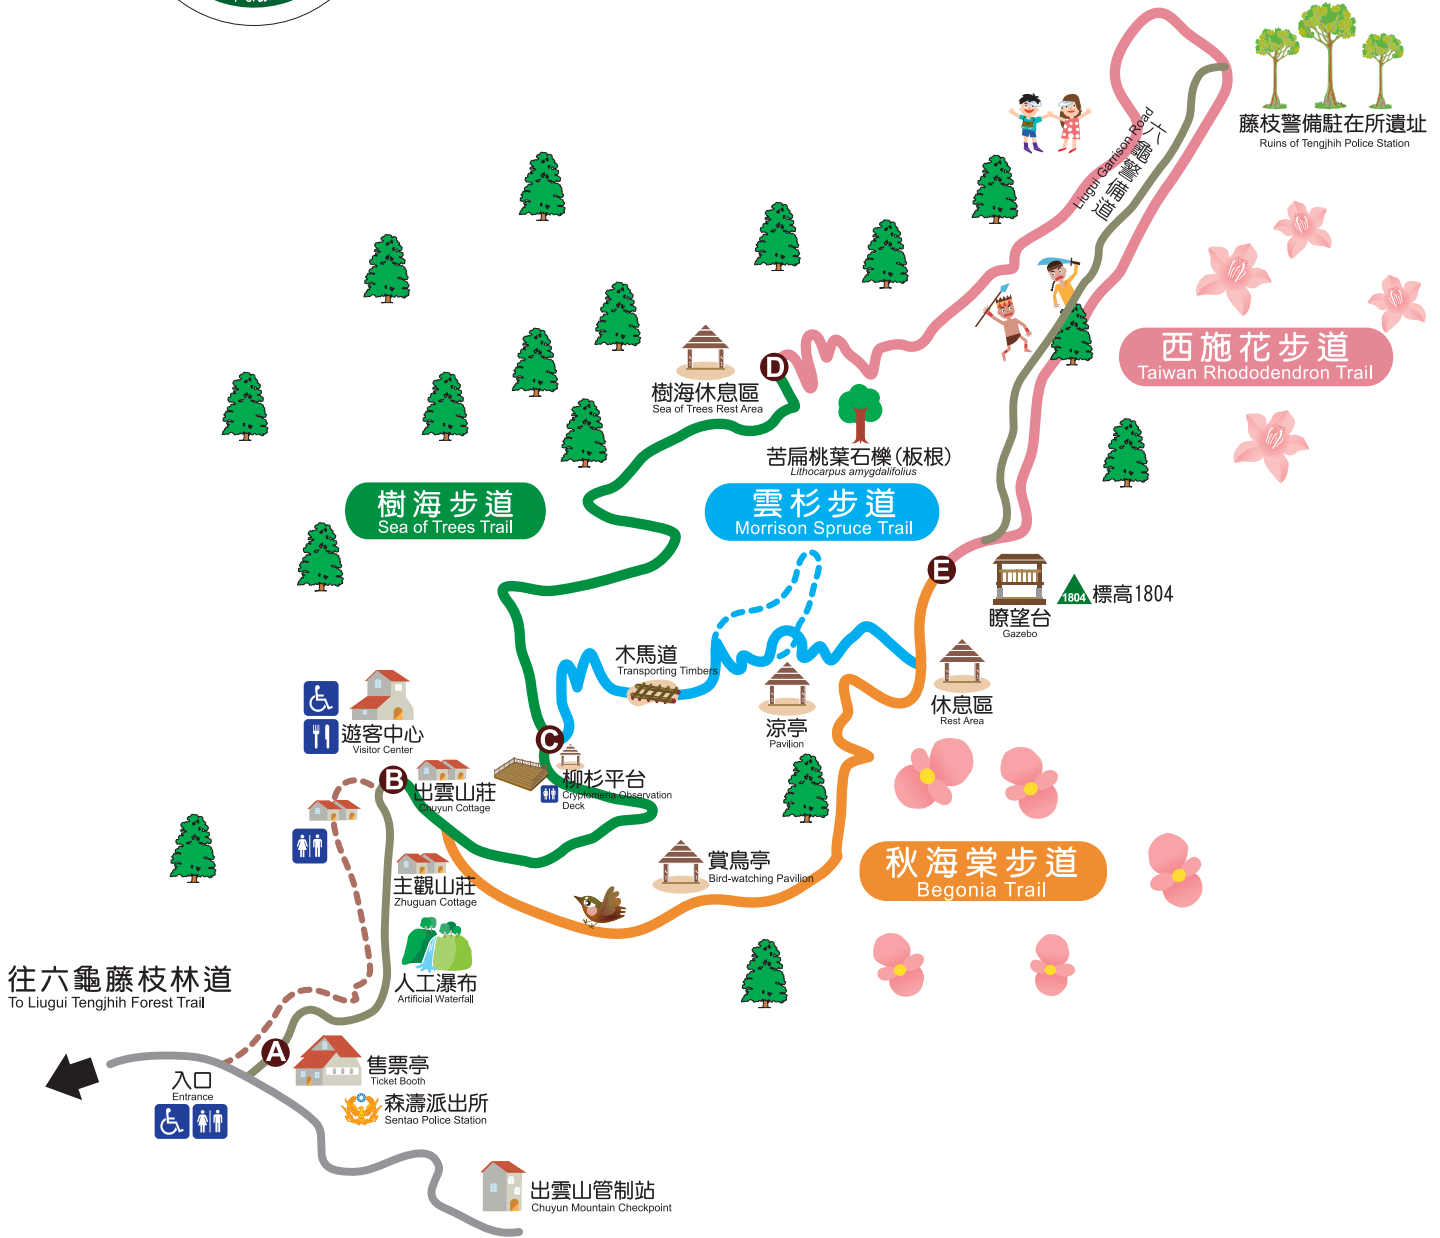 藤枝警備駐在所遺址
Ruins of Tengjhih Police Station
六龜警備道
Liugui Garrison Road
西施花步道
Taiwan Rhododendron Trail
D
樹海休息區
Sea of Trees Rest Area
苦扁桃葉石櫟(板根)
Lithocarpus amygdalifolius
樹海步道
Sea of Trees Trail
雲杉步道
Morrison Spruce Trail
E
瞭望台
Gazebo
1804
標高1804
木馬道
Transporting Timbers
涼亭
Pavilion
休息區
Rest Area
遊客中心
Visitor Center
C
柳杉平台
Cryptomeria Observation
Deck
B
出雲山莊
Chuyun Cottage
主觀山莊
Zhuguan Cottage
賞鳥亭
Bird-watching Pavilion
秋海棠步道
Begonia Trail
人工瀑布
Artificial Waterfall
往六龜藤枝林道
To Liugui Tengjhih Forest Trail
A
售票亭
Ticket Booth
入口
Entrance
森濤派出所
Sentao Police Station
出雲山管制站
Chuyun Mountain Checkpoint